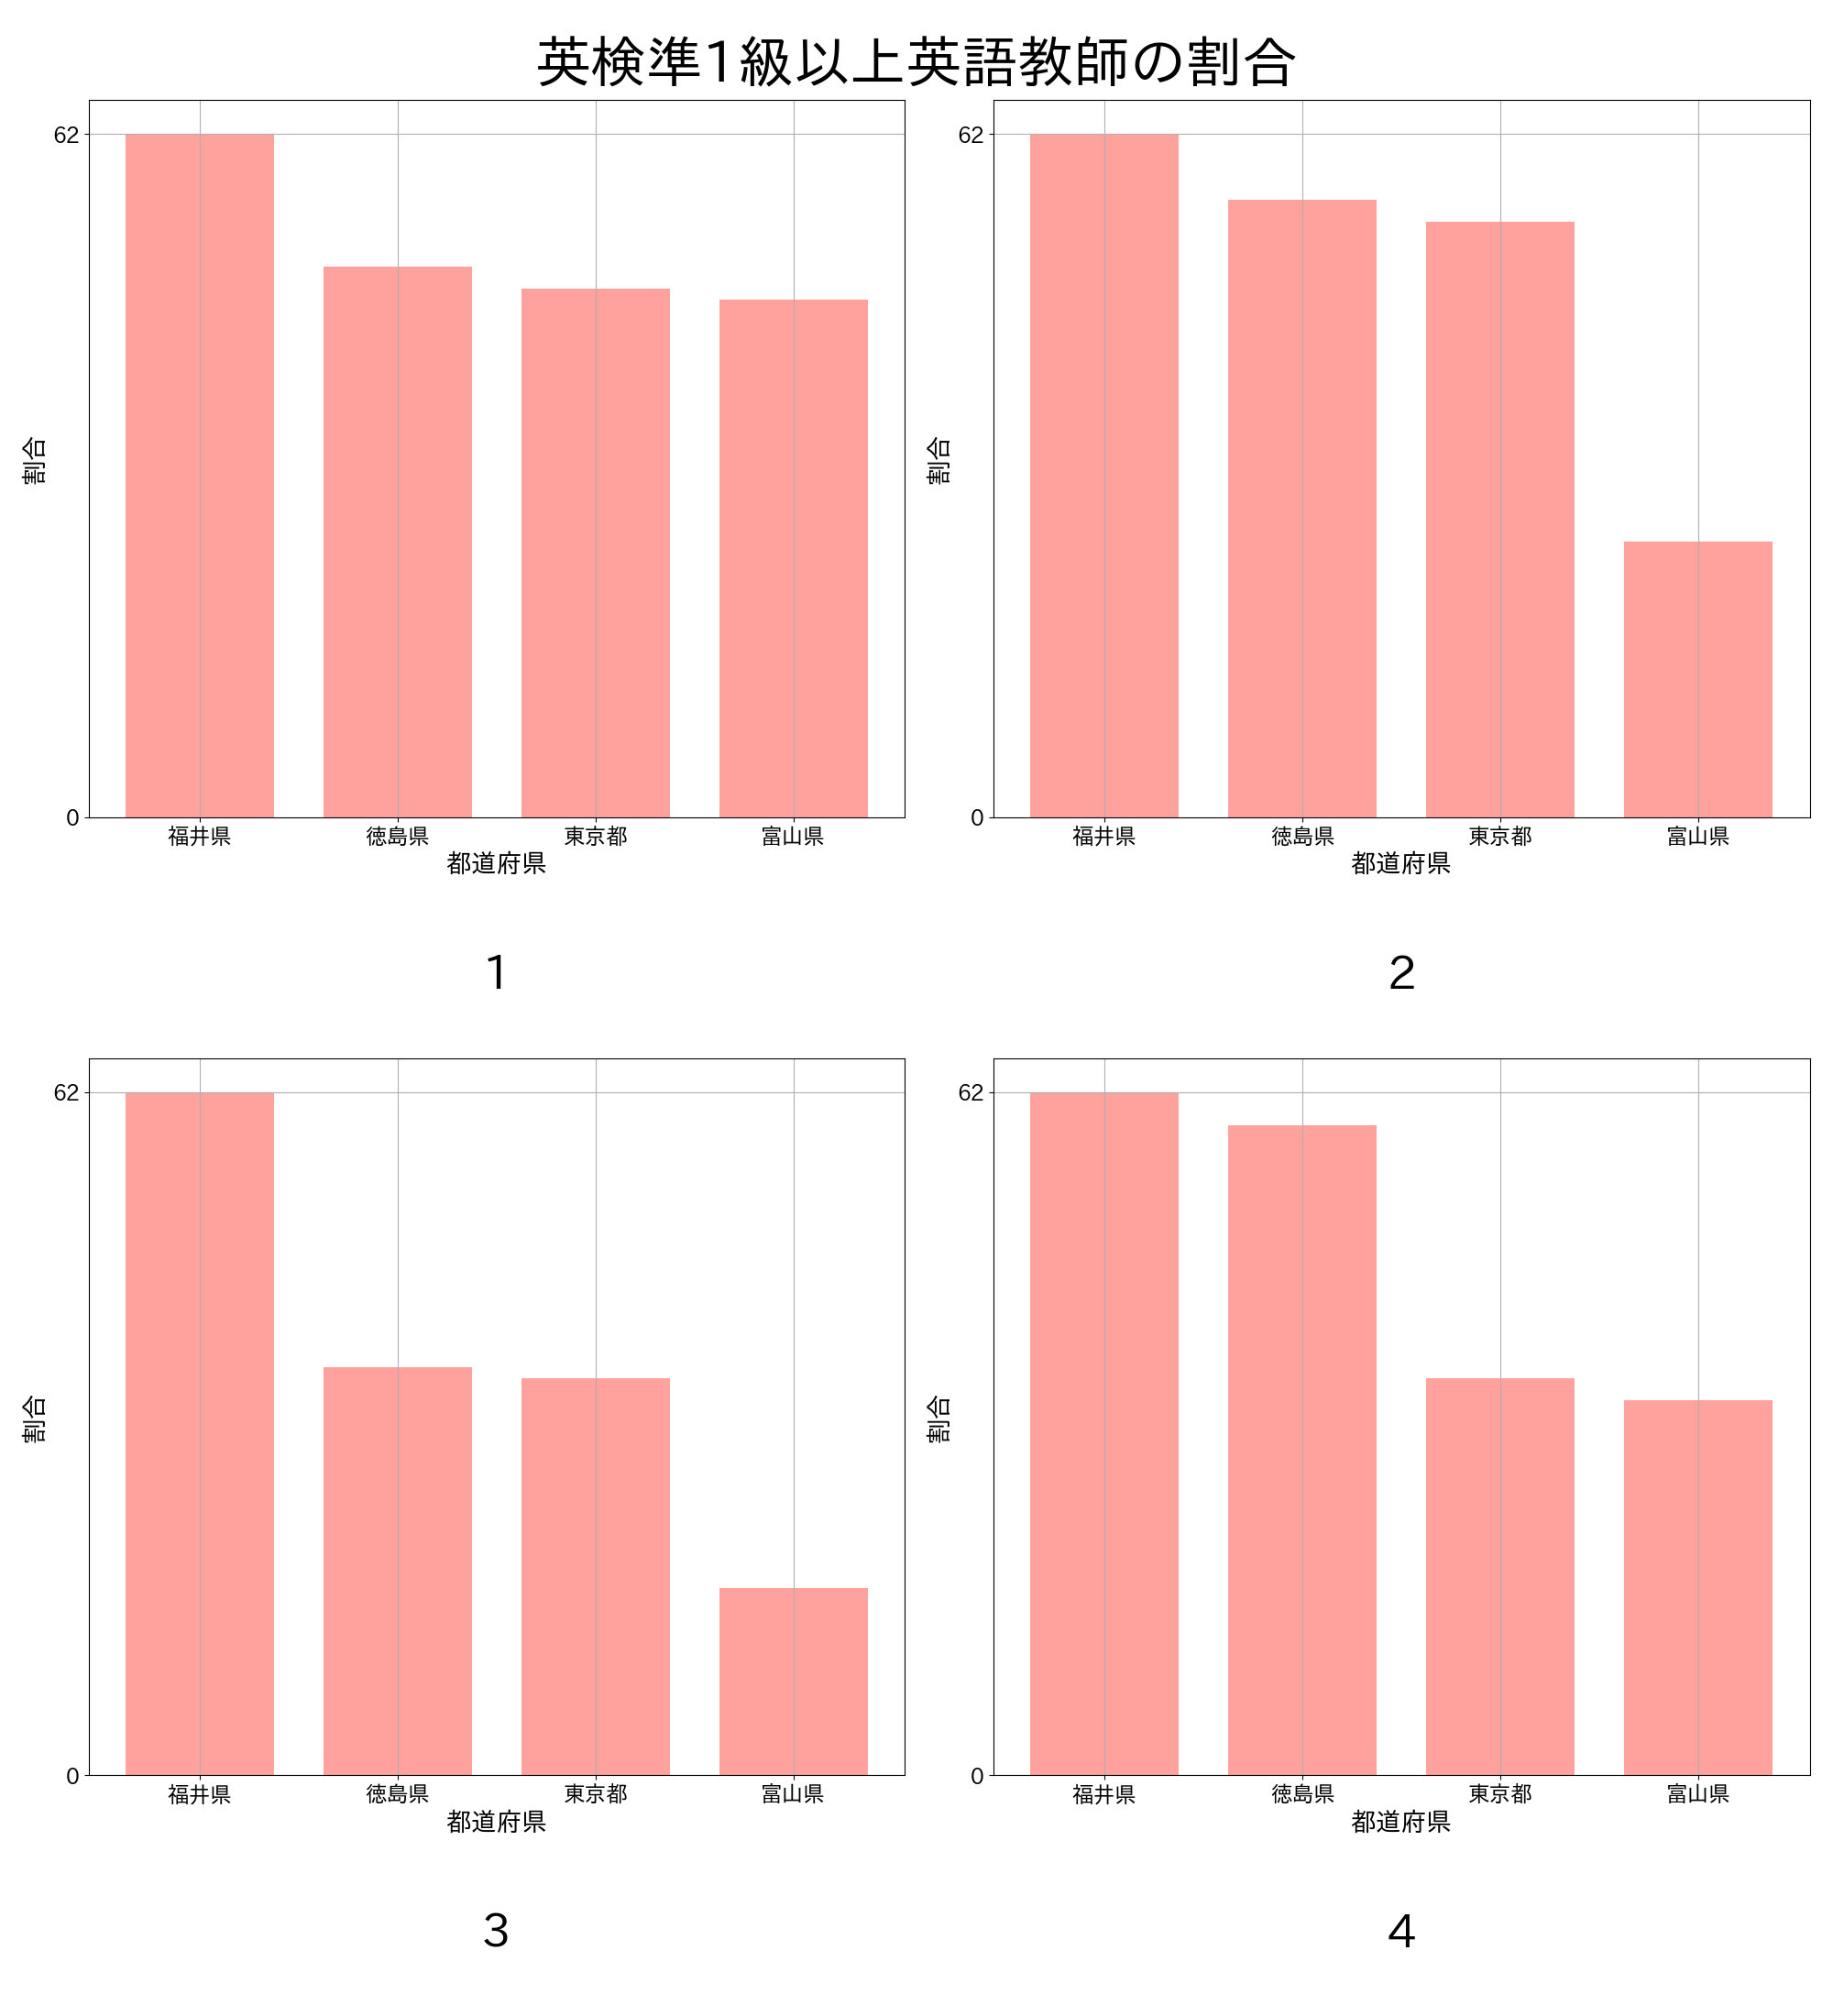 英検準1級以上英語教師の割合
62
0
割合
福井県 徳島県 東京都 富山県
都道府県
1
62
0
割合
福井県 徳島県 東京都 富山県
都道府県
2
62
0
割合
福井県 徳島県 東京都 富山県
都道府県
3
62
0
割合
福井県 徳島県 東京都 富山県
都道府県
4